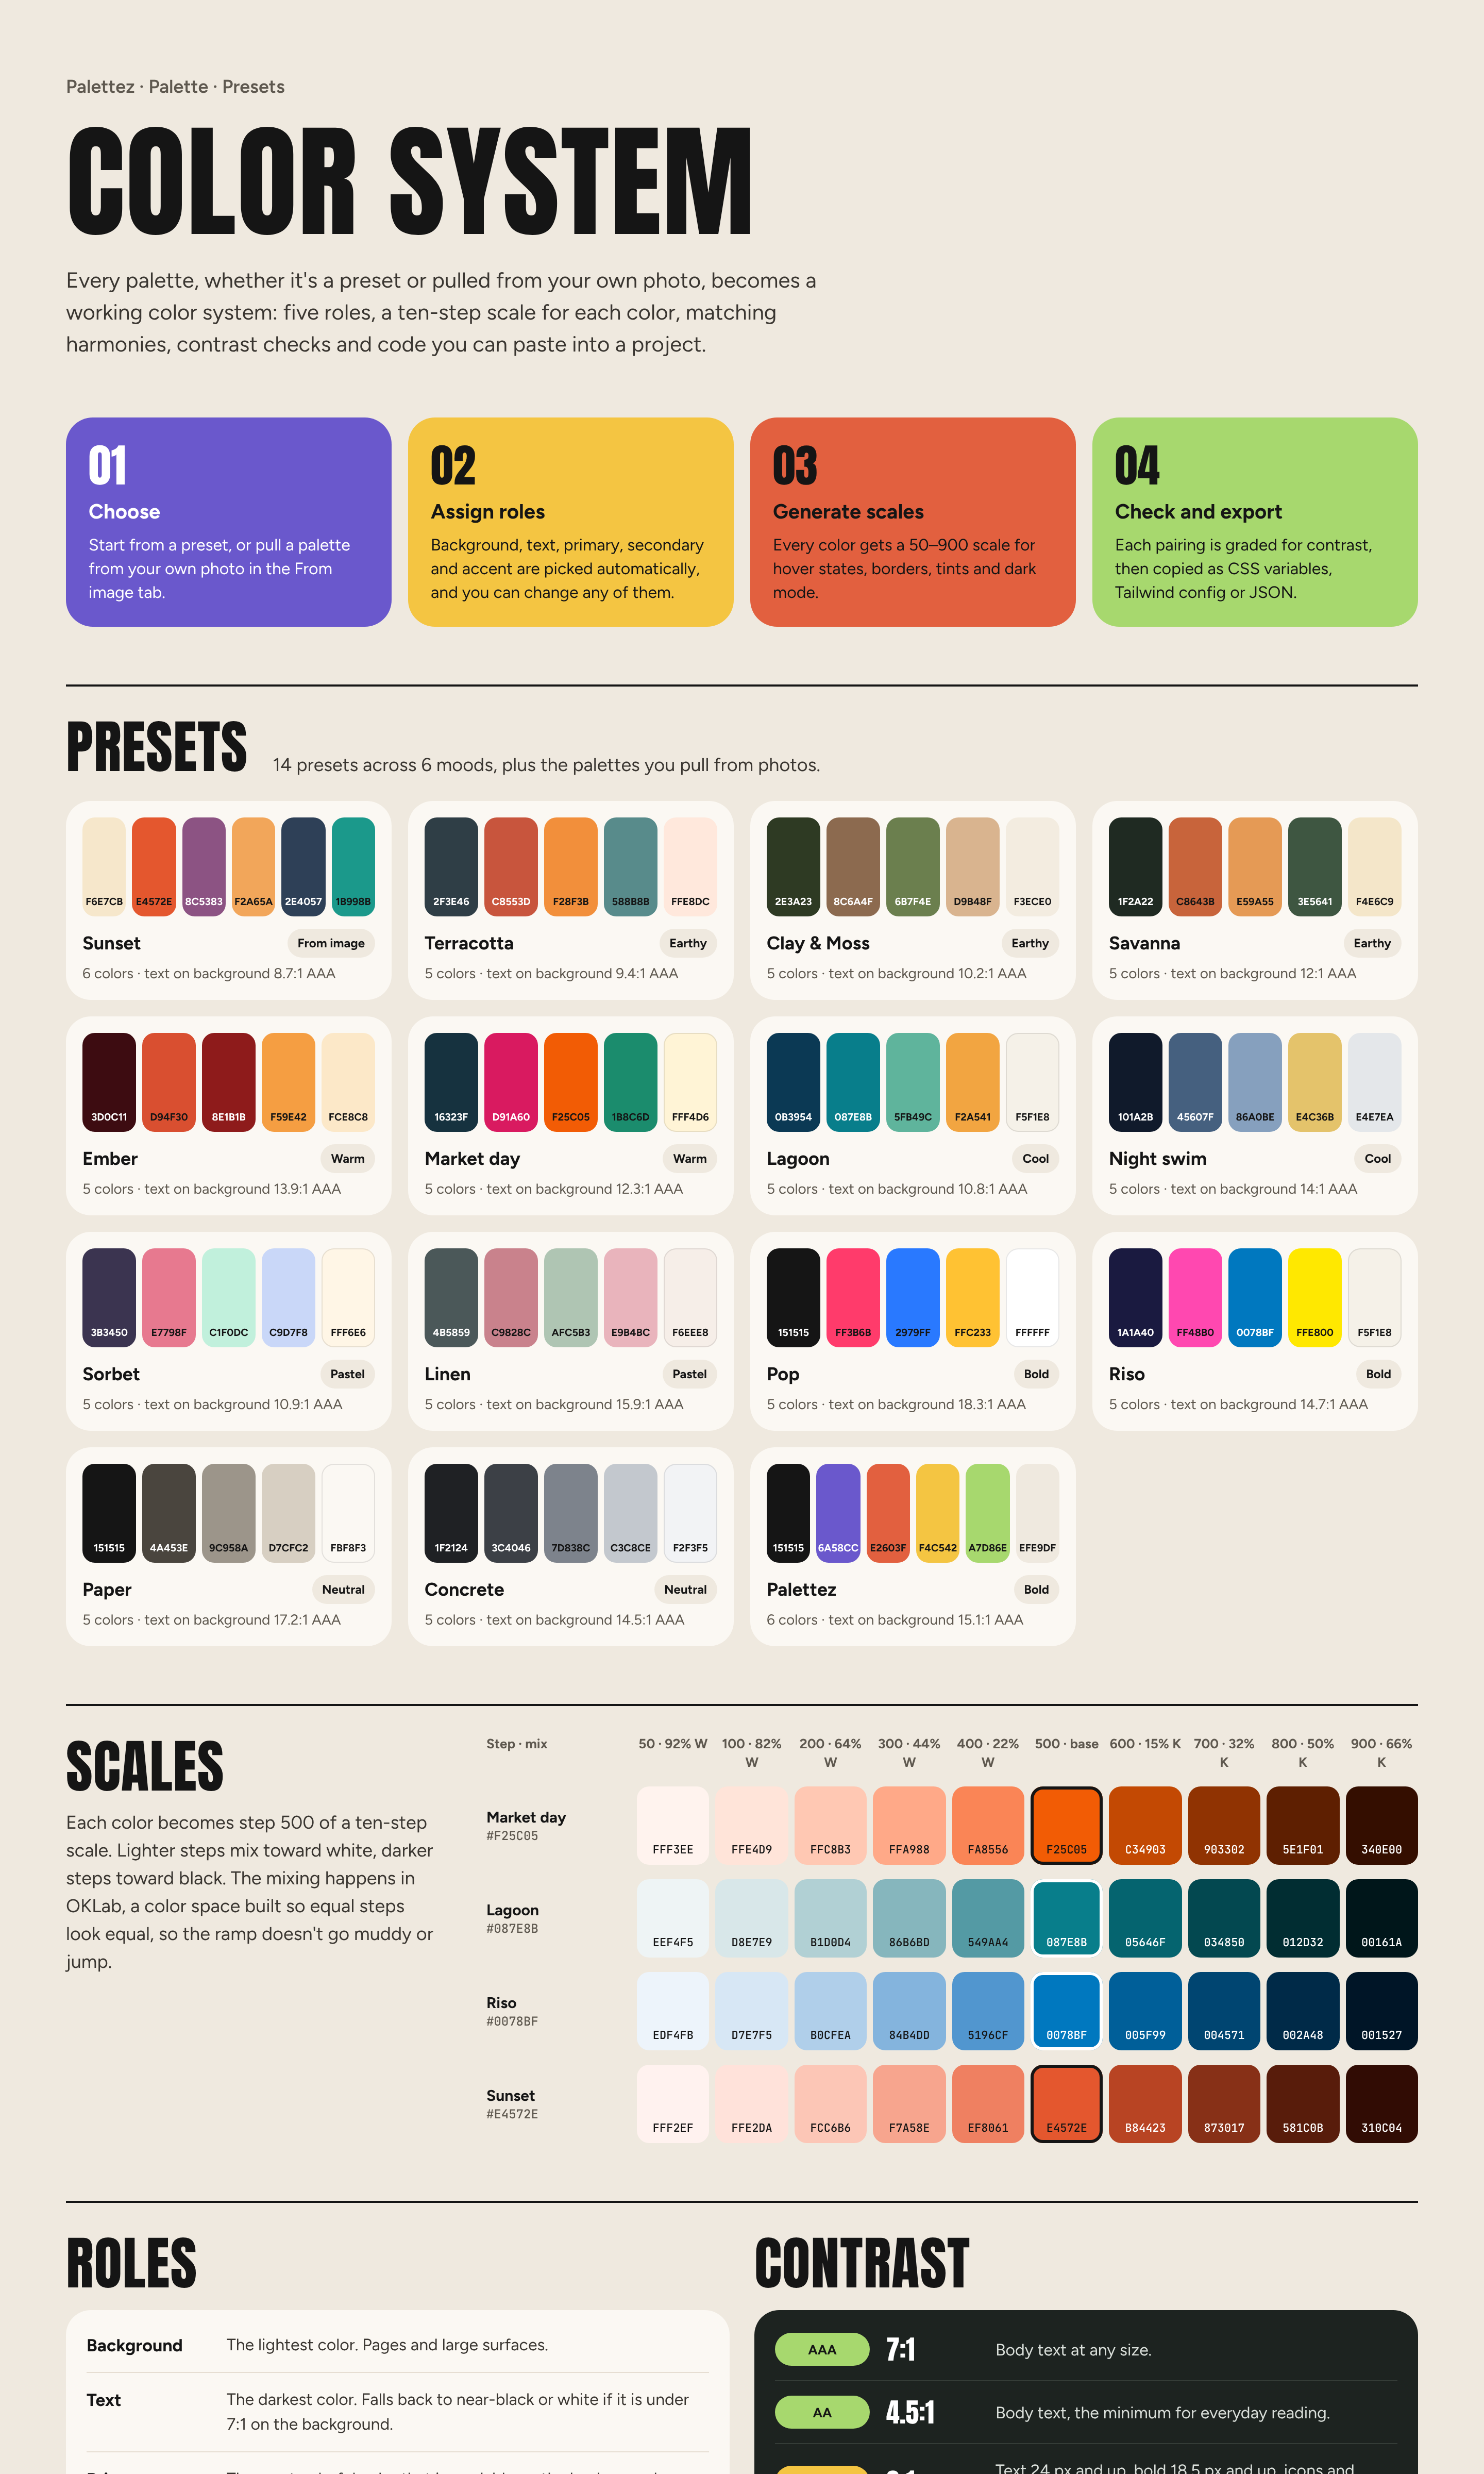 Palettez · Palette · Presets
COLOR SYSTEM
Every palette, whether it's a preset or pulled from your own photo, becomes a
working color system: five roles, a ten-step scale for each color, matching
harmonies, contrast checks and code you can paste into a project.
01
Choose
Start from a preset, or pull a palette
from your own photo in the From
image tab.
02
Assign roles
Background, text, primary, secondary
and accent are picked automatically,
and you can change any of them.
03
Generate scales
Every color gets a 50–900 scale for
hover states, borders, tints and dark
mode.
04
Check and export
Each pairing is graded for contrast,
then copied as CSS variables,
Tailwind config or JSON.
PRESETS
14 presets across 6 moods, plus the palettes you pull from photos.
F6E7CB E4572E 8C5383 F2A65A 2E4057 1B998B
Sunset From image
6 colors · text on background 8.7:1 AAA
2F3E46 C8553D F28F3B 588B8B FFE8DC
Terracotta Earthy
5 colors · text on background 9.4:1 AAA
2E3A23 8C6A4F 6B7F4E D9B48F F3ECE0
Clay & Moss Earthy
5 colors · text on background 10.2:1 AAA
1F2A22 C8643B E59A55 3E5641 F4E6C9
Savanna Earthy
5 colors · text on background 12:1 AAA
3D0C11 D94F30 8E1B1B F59E42 FCE8C8
Ember Warm
5 colors · text on background 13.9:1 AAA
16323F D91A60 F25C05 1B8C6D FFF4D6
Market day Warm
5 colors · text on background 12.3:1 AAA
0B3954 087E8B 5FB49C F2A541 F5F1E8
Lagoon Cool
5 colors · text on background 10.8:1 AAA
101A2B 45607F 86A0BE E4C36B E4E7EA
Night swim Cool
5 colors · text on background 14:1 AAA
3B3450 E7798F C1F0DC C9D7F8 FFF6E6
Sorbet Pastel
5 colors · text on background 10.9:1 AAA
4B5859 C9828C AFC5B3 E9B4BC F6EEE8
Linen Pastel
5 colors · text on background 15.9:1 AAA
151515 FF3B6B 2979FF FFC233 FFFFFF
Pop Bold
5 colors · text on background 18.3:1 AAA
1A1A40 FF48B0 0078BF FFE800 F5F1E8
Riso Bold
5 colors · text on background 14.7:1 AAA
151515 4A453E 9C958A D7CFC2 FBF8F3
Paper Neutral
5 colors · text on background 17.2:1 AAA
1F2124 3C4046 7D838C C3C8CE F2F3F5
Concrete Neutral
5 colors · text on background 14.5:1 AAA
151515 6A58CC E2603F F4C542 A7D86E EFE9DF
Palettez Bold
6 colors · text on background 15.1:1 AAA
SCALES
Each color becomes step 500 of a ten-step
scale. Lighter steps mix toward white, darker
steps toward black. The mixing happens in
OKLab, a color space built so equal steps
look equal, so the ramp doesn't go muddy or
jump.
Step · mix 50 · 92% W 100 · 82% W 200 · 64% W 300 · 44% W 400 · 22% W 500 · base 600 · 15% K 700 · 32% K 800 · 50% K 900 · 66% K
Market day
#F25C05
FFF3EE FFE4D9 FFC8B3 FFA988 FA8556 F25C05 C34903 903302 5E1F01 340E00
Lagoon
#087E8B
EEF4F5 D8E7E9 B1D0D4 86B6BD 549AA4 087E8B 05646F 034850 012D32 00161A
Riso
#0078BF
EDF4FB D7E7F5 B0CFEA 84B4DD 5196CF 0078BF 005F99 004571 002A48 001527
Sunset
#E4572E
FFF2EF FFE2DA FCC6B6 F7A58E EF8061 E4572E B84423 873017 581C0B 310C04
ROLES
Background The lightest color. Pages and large surfaces.
Text The darkest color. Falls back to near-black or white if it is under
7:1 on the background.
CONTRAST
AAA 7:1 Body text at any size.
AA 4.5:1 Body text, the minimum for everyday reading.
Text 24 px and up, bold 18.5 px and up, icons and